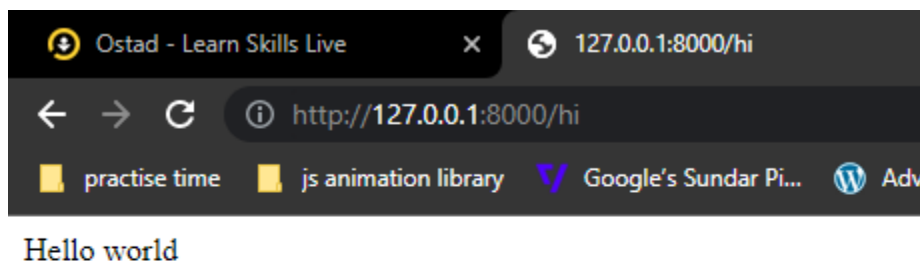 Ostad - Learn Skills Live 127.0.0.1:8000/hi
http://127.0.0.1:8000/hi
practise time js animation library Google’s Sundar Pi... Adv
Hello world